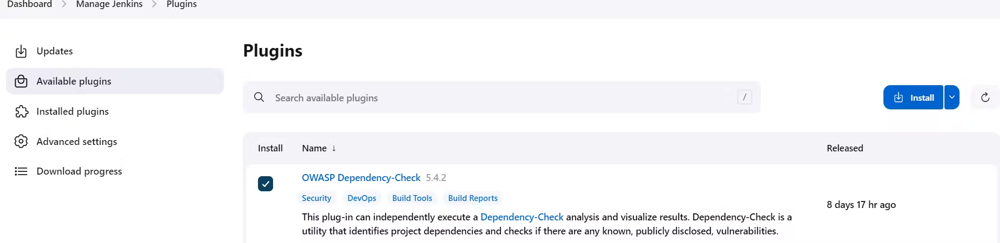 Dashboard > Manage Jenkins > Plugins
Updates
Available plugins
Installed plugins
Advanced settings
Download progress
Plugins
Search available plugins /
Install
Install Name ↓ Released
OWASP Dependency-Check 5.4.2
Security DevOps Build Tools Build Reports
This plug-in can independently execute a Dependency-Check analysis and visualize results. Dependency-Check is a
utility that identifies project dependencies and checks if there are any known, publicly disclosed, vulnerabilities.
8 days 17 hr ago